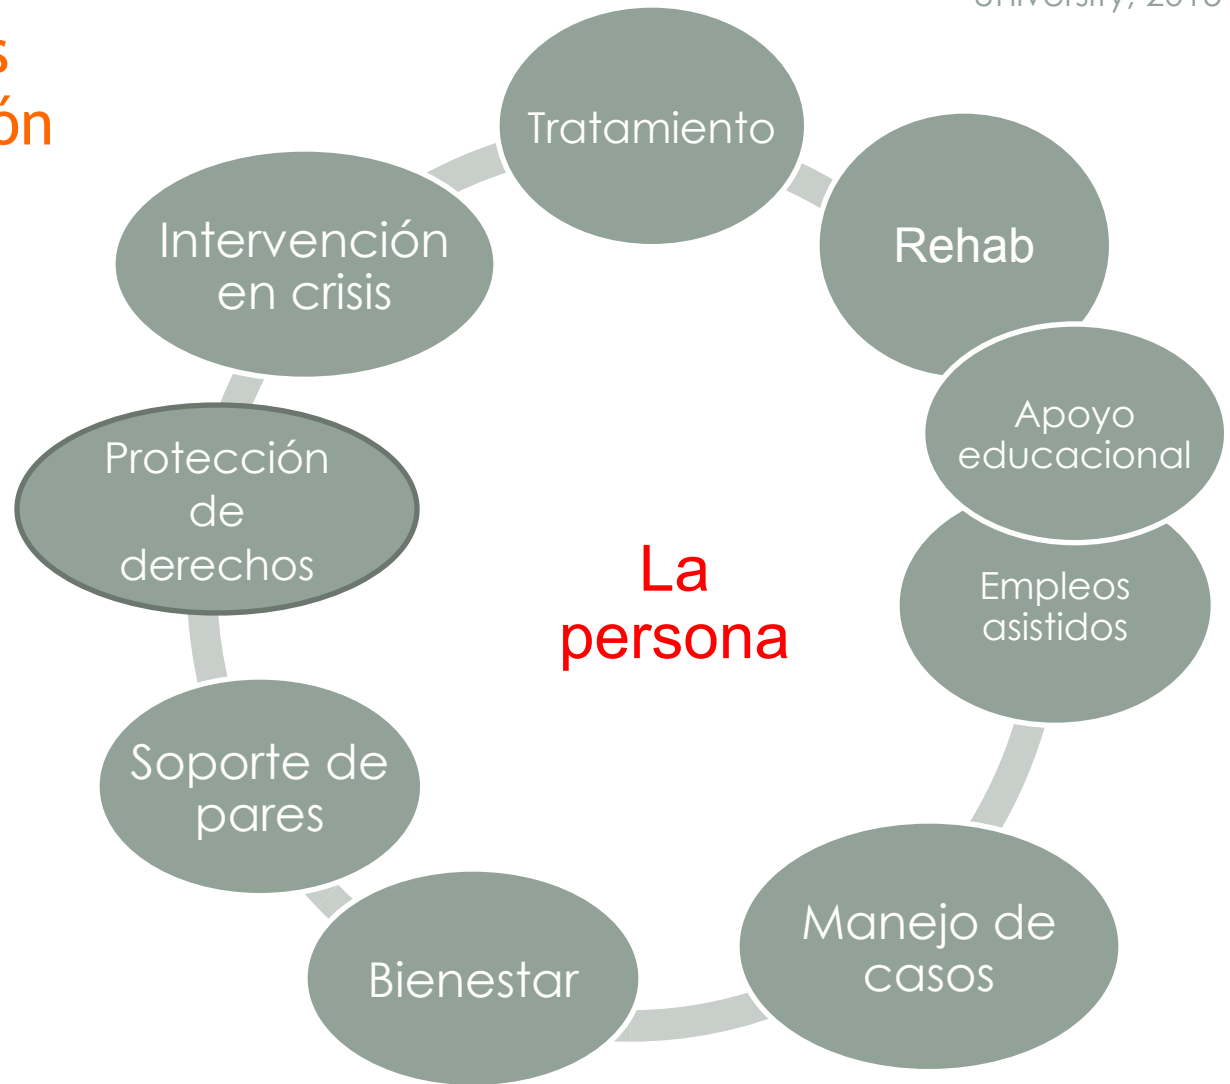 Tratamiento
Rehab
Apoyo
educacional
Empleos
asistidos
Manejo de
casos
Bienestar
Soporte de
pares
Protección
de
derechos
Intervención
en crisis
La
persona